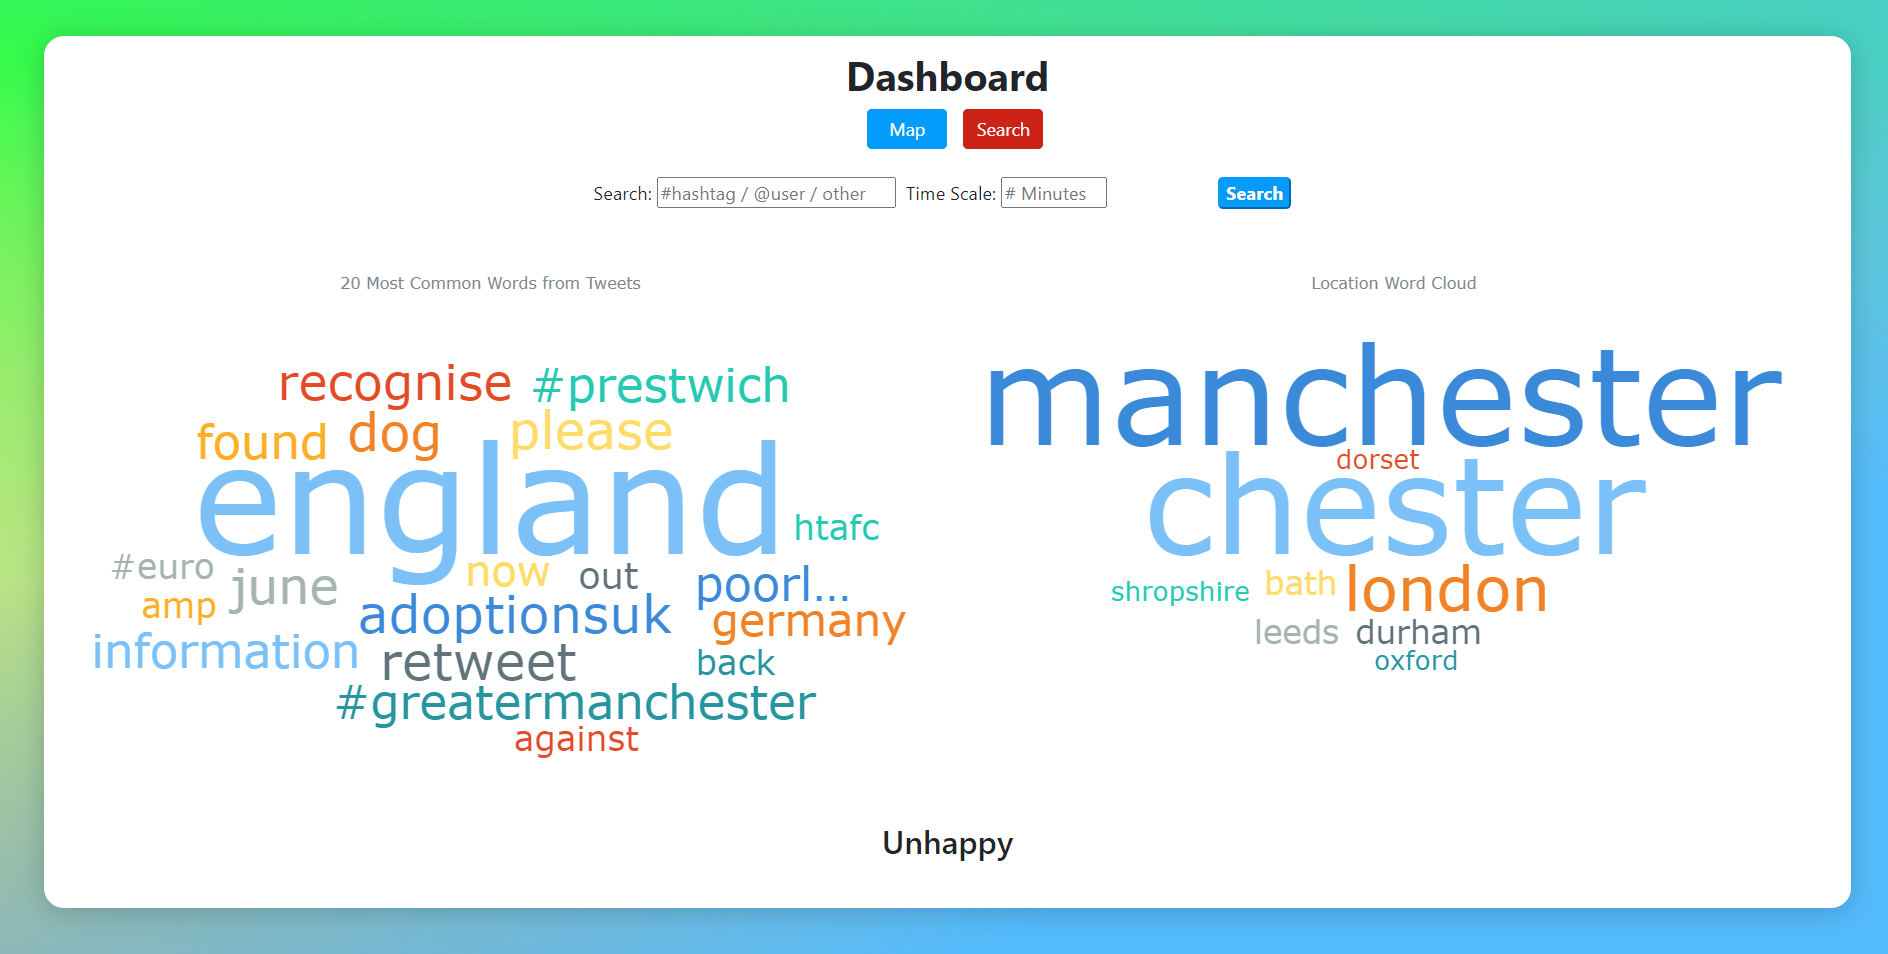 Dashboard
Map Search
Search: #hashtag / @user / other Time Scale: # Minutes Search
20 Most Common Words from Tweets
recognise #prestwich
found dog please
england
htafc
#euro june now out poorl...
amp adoptionsuk germany
information retweet back
#greatermanchester
against
Location Word Cloud
manchester
dorset
chester
shropshire bath london
leeds durham
oxford
Unhappy